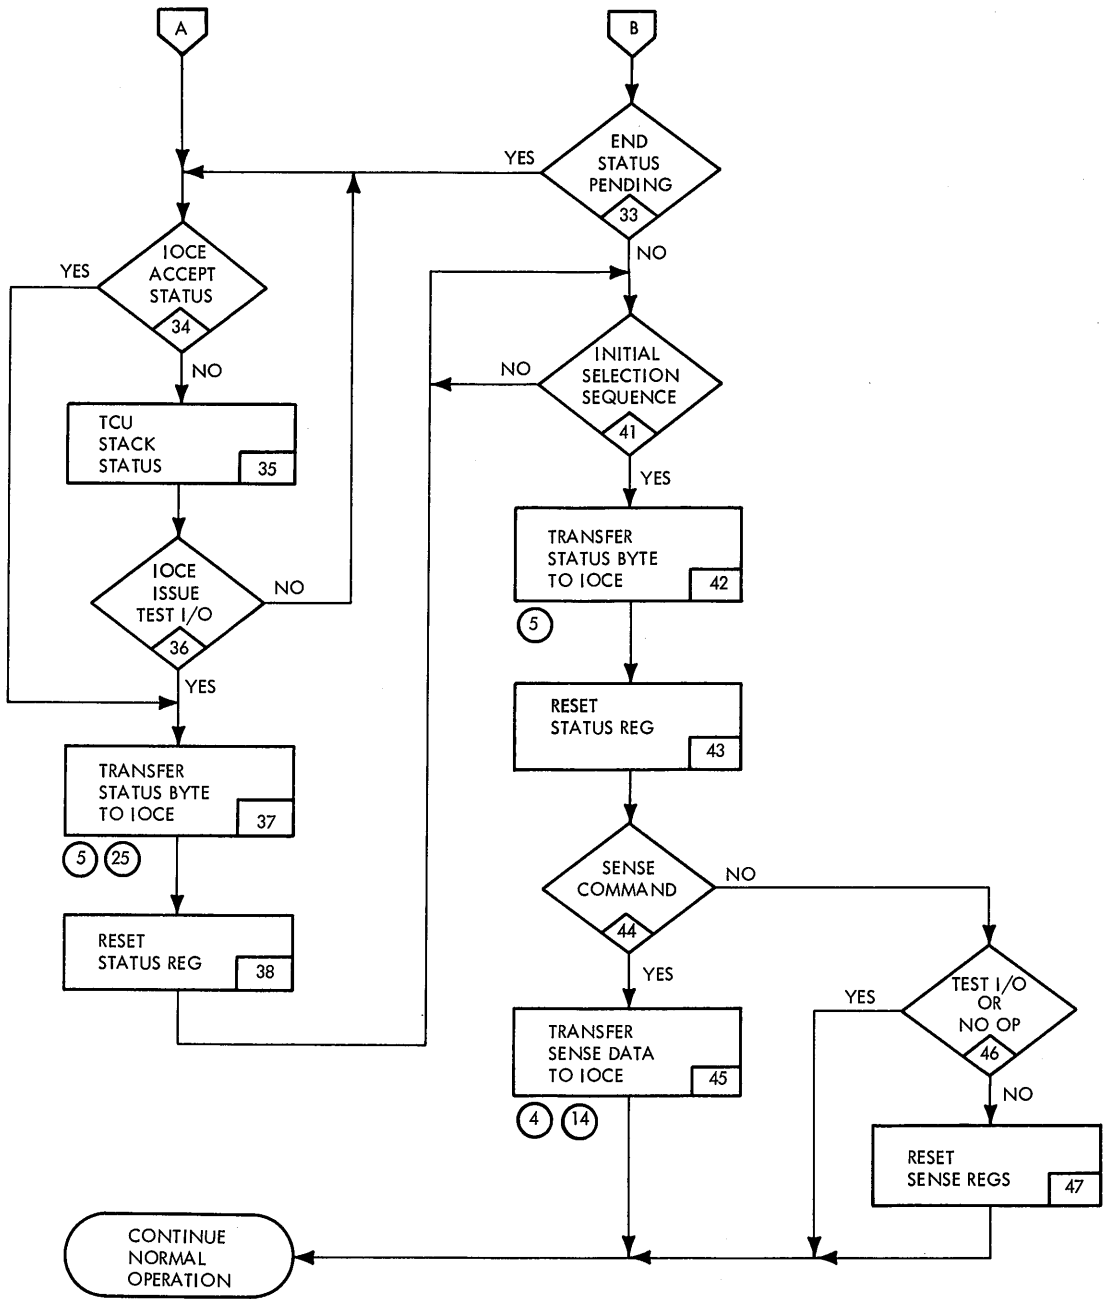 A
B
END
STATUS
PENDING
33
YES
NO
IOCE
ACCEPT
STATUS
34
YES
NO
TCU
STACK
STATUS
35
IOCE
ISSUE
TEST I/O
36
NO
YES
TRANSFER
STATUS BYTE
TO IOCE
37
5
25
RESET
STATUS REG
38
INITIAL
SELECTION
SEQUENCE
41
NO
YES
TRANSFER
STATUS BYTE
TO IOCE
42
5
RESET
STATUS REG
43
SENSE
COMMAND
44
NO
YES
TRANSFER
SENSE DATA
TO IOCE
45
4
14
TEST I/O
OR
NO OP
46
YES
NO
RESET
SENSE REGS
47
CONTINUE
NORMAL
OPERATION